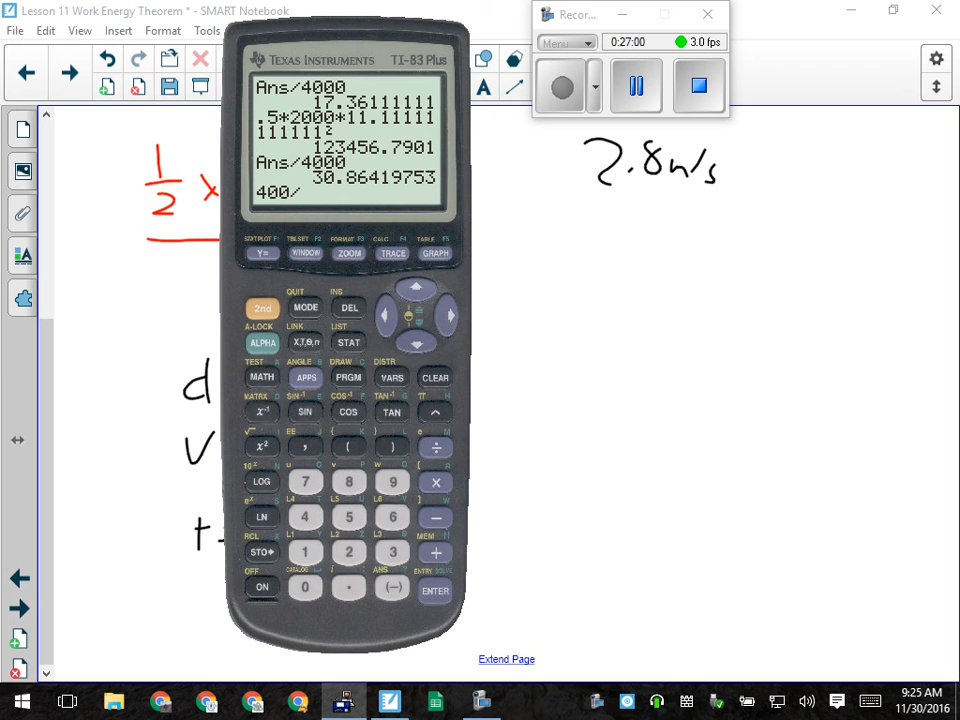 Lesson 11 Work Energy Theorem * - SMART Notebook
File Edit View Insert Format Tools
Recor...
Menu 0:27:00 3.0 fps
TEXAS INSTRUMENTS TI-83 Plus
Ans/4000
17.36111111
.5*2000*11.11111
111111²
123456.7901
Ans/4000
30.86419753
400/
1
2 x
2.8m/s
d
v
t=
STATPLOT F1 TBLSET F2 FORMAT F3 CALC F4 TABLE F5
Y= WINDOW ZOOM TRACE GRAPH
QUIT INS
2nd MODE DEL
A-LOCK LINK LIST
ALPHA X,T,Θ,n STAT
TEST A ANGLE B DRAW C DISTR
MATH APPS PRGM VARS CLEAR
MATRX D SIN⁻¹ E COS⁻¹ F TAN⁻¹ G π H
x⁻¹ SIN COS TAN ^
√ I EE J { K } L e M
x² , ( ) ÷
10ˣ N u O v P w Q [ R
LOG 7 8 9 ×
eˣ S L4 T L5 U L6 V ] W
LN 4 5 6 −
RCL X L1 Y L2 Z L3 θ MEM "
STO 1 2 3 +
OFF CATALOG i : ANS ? ENTRY SOLVE
ON 0 . (−) ENTER
Extend Page
9:25 AM
11/30/2016